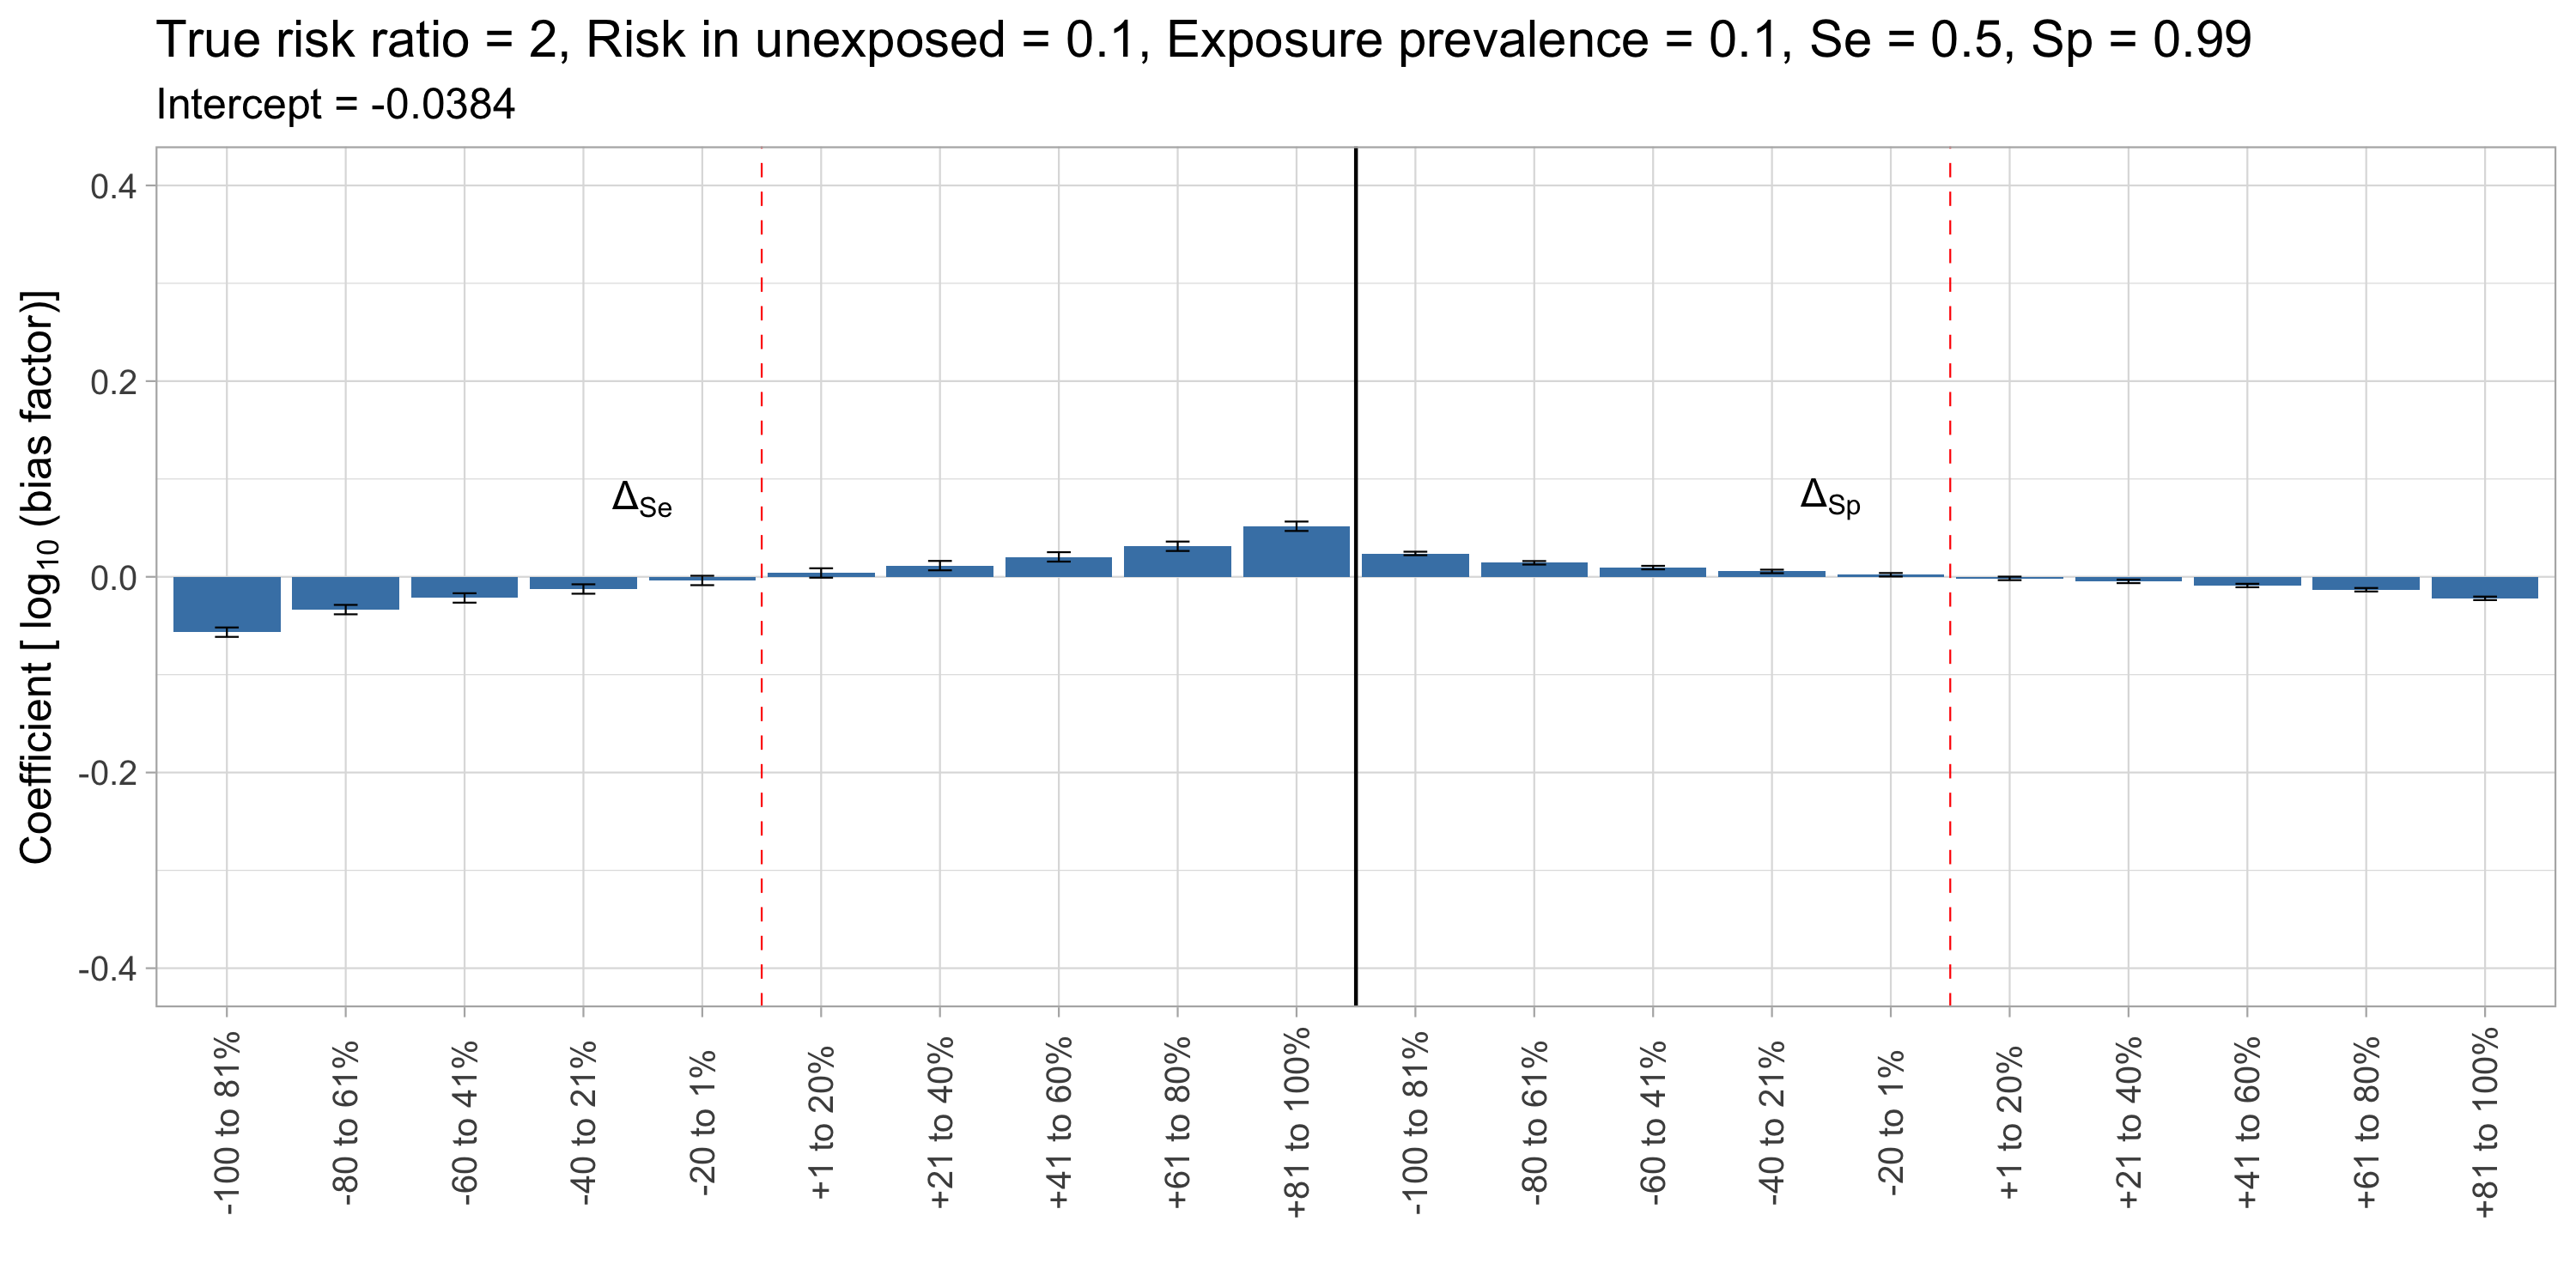 True risk ratio = 2, Risk in unexposed = 0.1, Exposure prevalence = 0.1, Se = 0.5, Sp = 0.99
Intercept = -0.0384
Coefficient [ log10 (bias factor)]
0.4
0.2
0.0
-0.2
-0.4
ΔSe
ΔSp
-100 to 81%
-80 to 61%
-60 to 41%
-40 to 21%
-20 to 1%
+1 to 20%
+21 to 40%
+41 to 60%
+61 to 80%
+81 to 100%
-100 to 81%
-80 to 61%
-60 to 41%
-40 to 21%
-20 to 1%
+1 to 20%
+21 to 40%
+41 to 60%
+61 to 80%
+81 to 100%